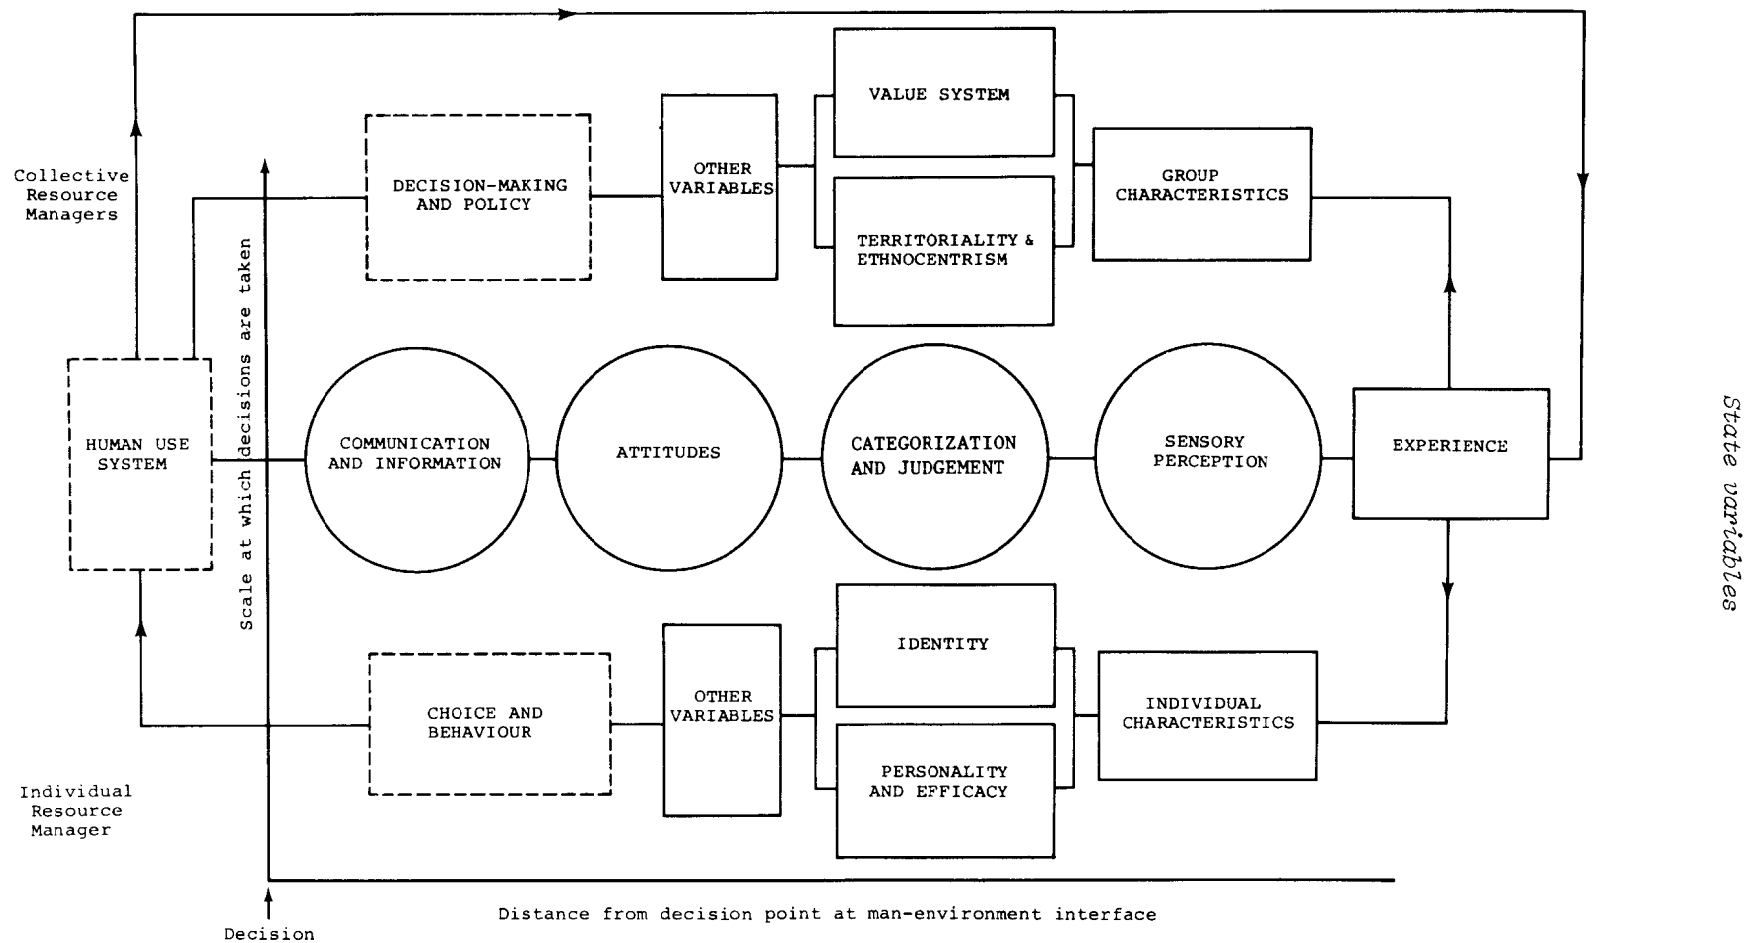 VALUE SYSTEM
Collective
Resource
Managers
DECISION-MAKING
AND POLICY
OTHER
VARIABLES
GROUP
CHARACTERISTICS
TERRITORIALITY &
ETHNOCENTRISM
Scale at which decisions are taken
HUMAN USE
SYSTEM
COMMUNICATION
AND INFORMATION
ATTITUDES
CATEGORIZATION
AND JUDGEMENT
SENSORY
PERCEPTION
EXPERIENCE
State variables
IDENTITY
CHOICE AND
BEHAVIOUR
OTHER
VARIABLES
INDIVIDUAL
CHARACTERISTICS
PERSONALITY
AND EFFICACY
Individual
Resource
Manager
Distance from decision point at man-environment interface
Decision